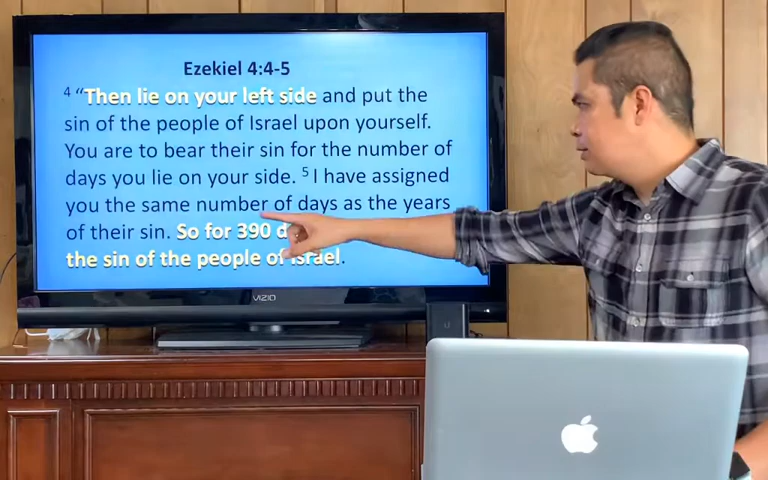 Ezekiel 4:4-5
4 “Then lie on your left side and put the
sin of the people of Israel upon yourself.
You are to bear their sin for the number of
days you lie on your side. 5 I have assigned
you the same number of days as the years
of their sin. So for 390
the sin of the people of Israel.
VIZIO